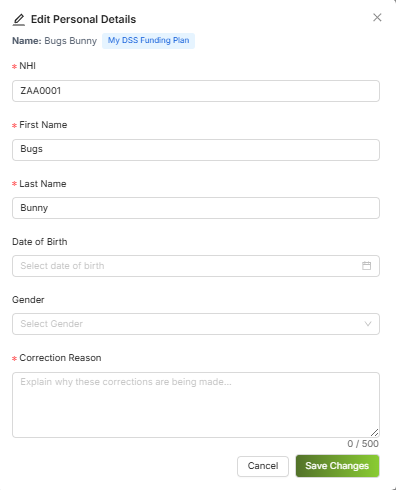 Edit Personal Details
Name: Bugs Bunny My DSS Funding Plan
* NHI
ZAA0001
* First Name
Bugs
* Last Name
Bunny
Date of Birth
Select date of birth
Gender
Select Gender
* Correction Reason
Explain why these corrections are being made...
0 / 500
Cancel Save Changes